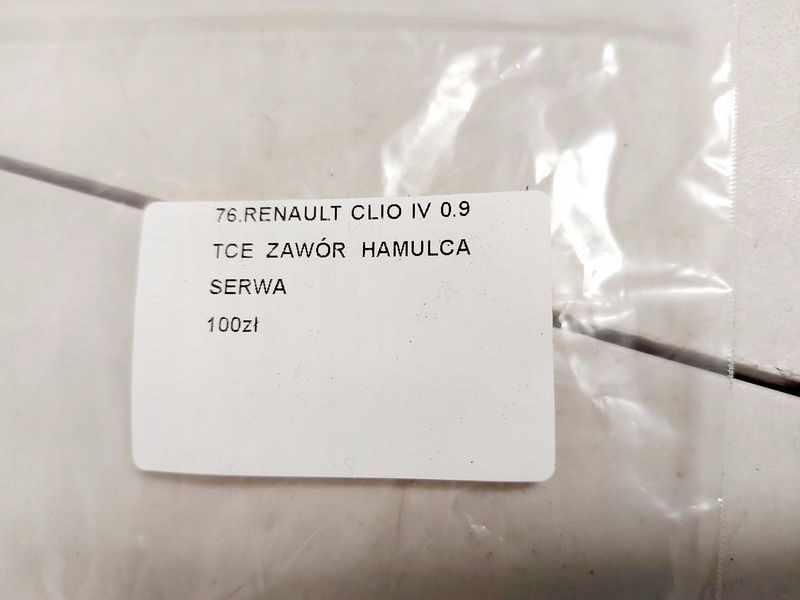 76.RENAULT CLIO IV 0.9
TCE ZAWÓR HAMULCA
SERWA
100zł